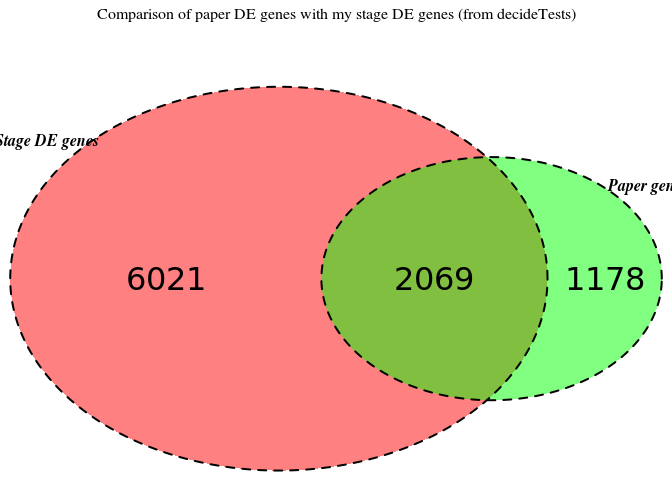 Comparison of paper DE genes with my stage DE genes (from decideTests)
Stage DE genes
Paper gen
6021
2069
1178